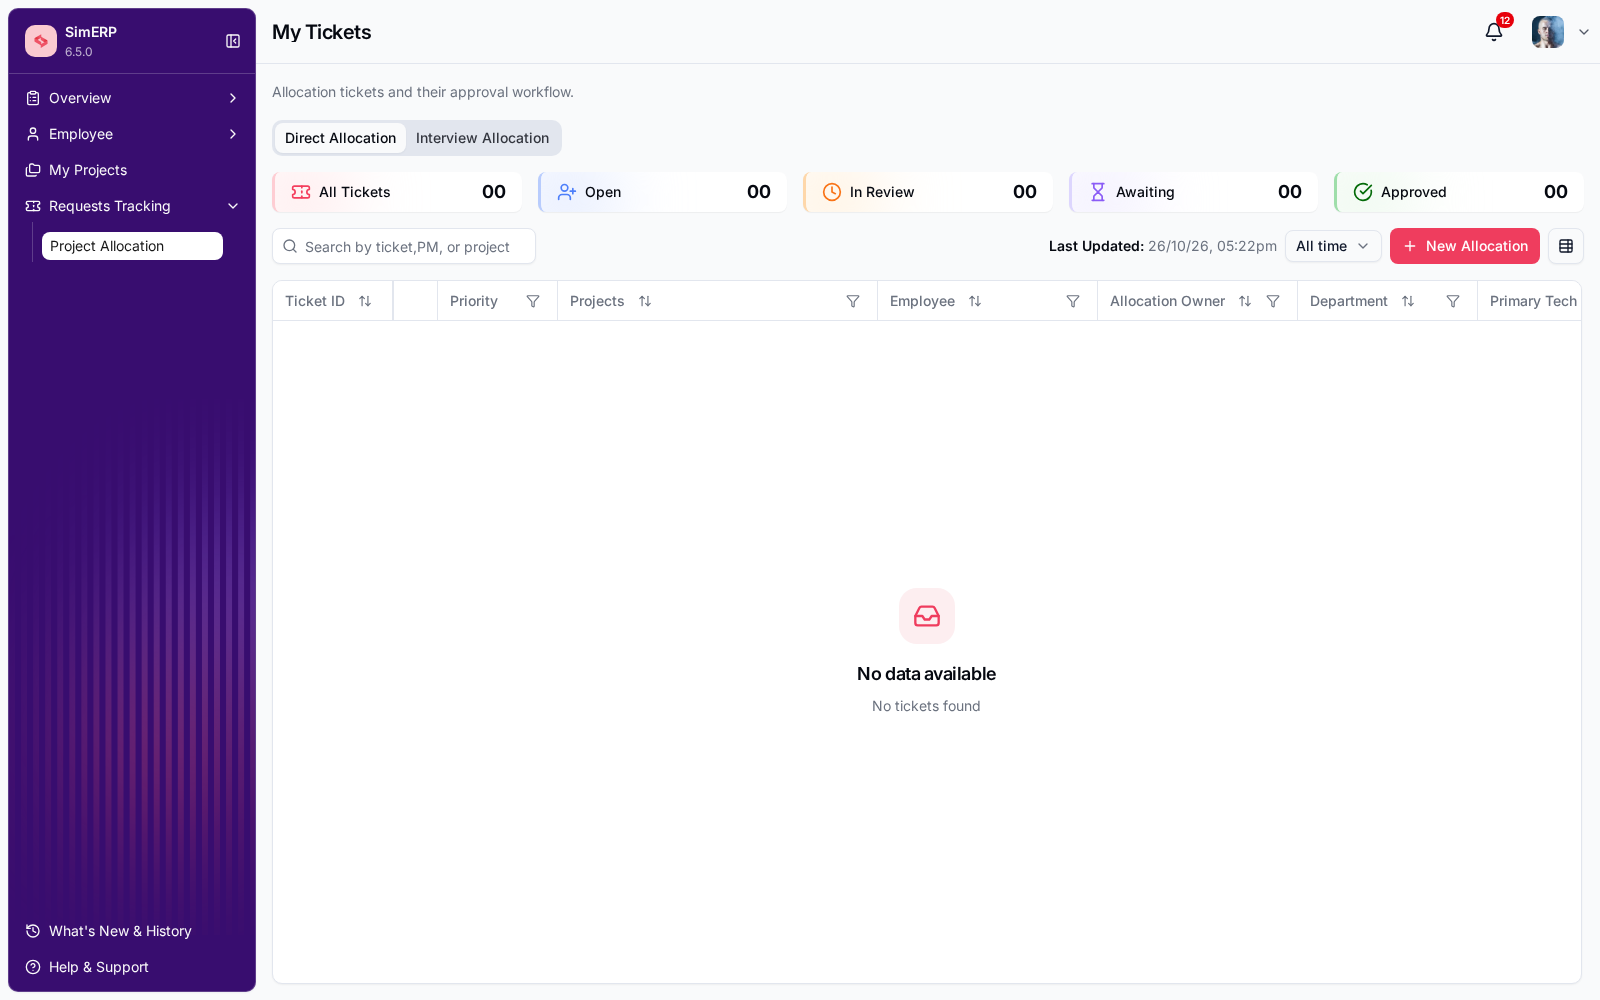 SimERP
6.5.0
Overview
Employee
My Projects
Requests Tracking
Project Allocation
What's New & History
Help & Support
My Tickets
12
Allocation tickets and their approval workflow.
Direct Allocation Interview Allocation
All Tickets 00 Open 00 In Review 00 Awaiting 00 Approved 00
Search by ticket,PM, or project Last Updated: 26/10/26, 05:22pm All time New Allocation
Ticket ID Priority Projects Employee Allocation Owner Department Primary Tech
No data available
No tickets found